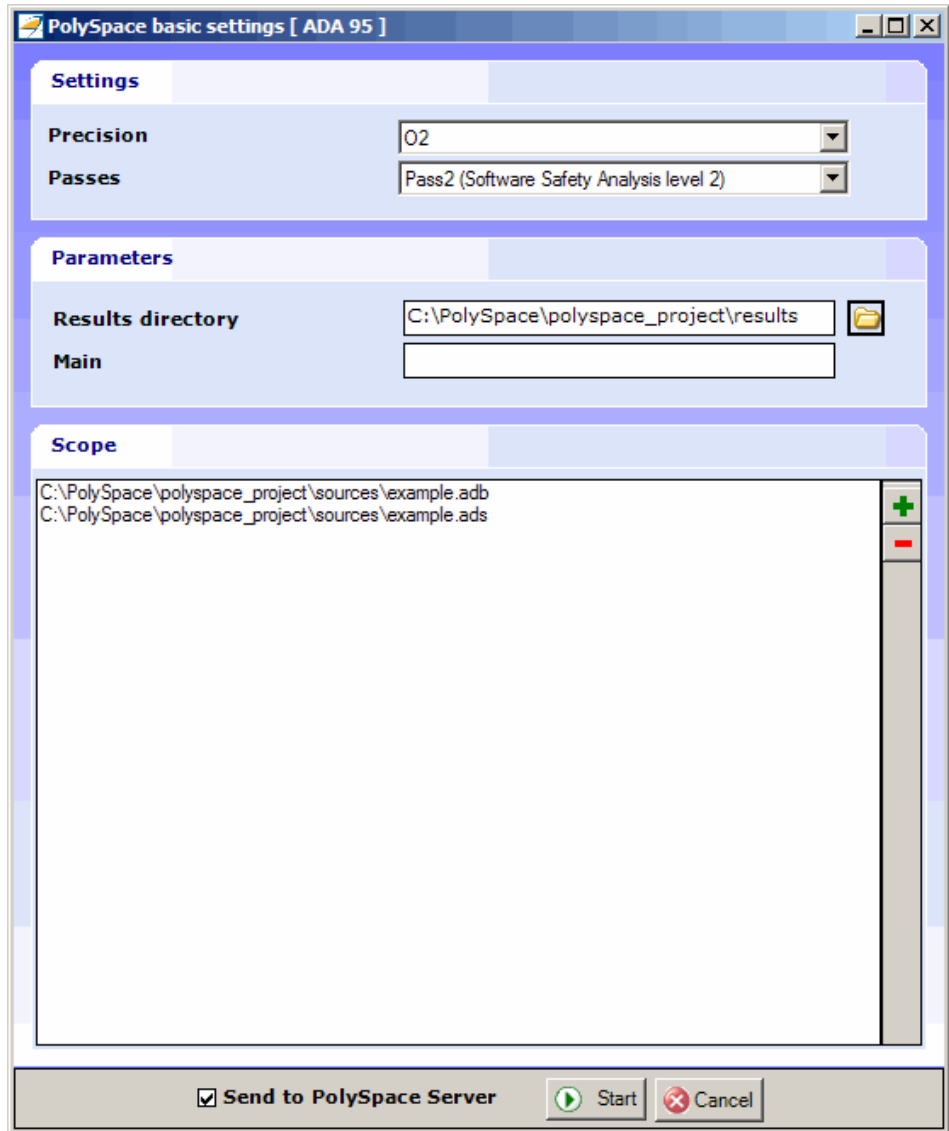 PolySpace basic settings [ ADA 95 ]
Settings
Precision O2
Passes Pass2 (Software Safety Analysis level 2)
Parameters
Results directory C:\PolySpace\polyspace_project\results
Main
Scope
C:\PolySpace\polyspace_project\sources\example.adb
C:\PolySpace\polyspace_project\sources\example.ads
Send to PolySpace Server Start Cancel